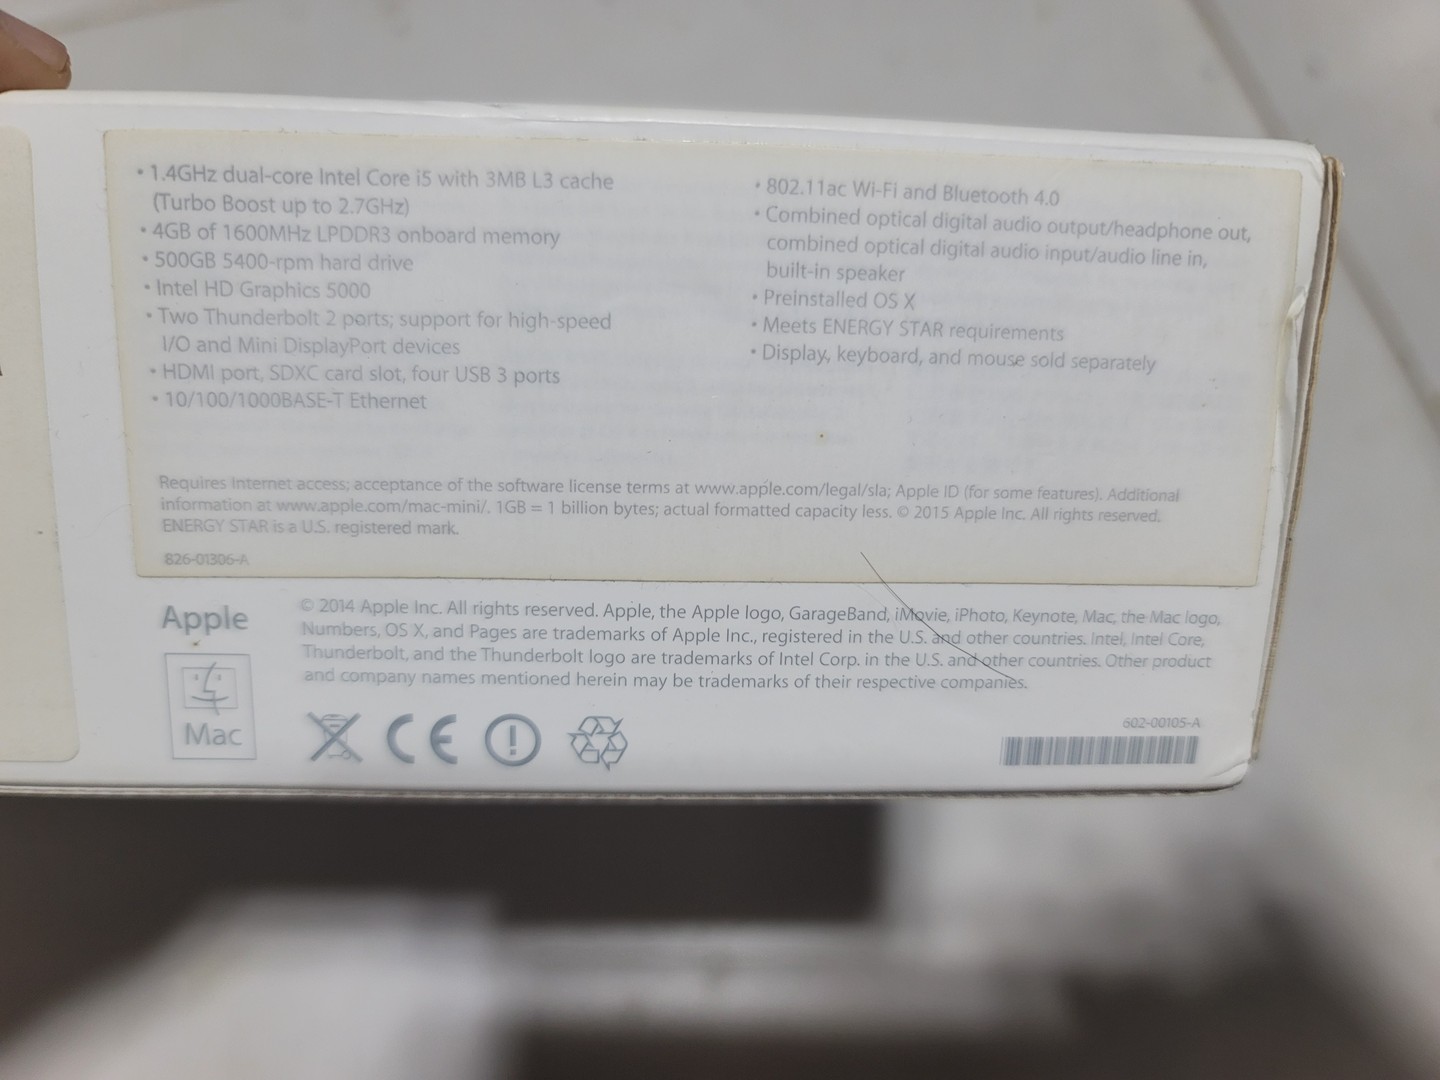 • 1.4GHz dual-core Intel Core i5 with 3MB L3 cache
(Turbo Boost up to 2.7GHz)
• 4GB of 1600MHz LPDDR3 onboard memory
• 500GB 5400-rpm hard drive
• Intel HD Graphics 5000
• Two Thunderbolt 2 ports; support for high-speed
I/O and Mini DisplayPort devices
• HDMI port, SDXC card slot, four USB 3 ports
• 10/100/1000BASE-T Ethernet
• 802.11ac Wi-Fi and Bluetooth 4.0
• Combined optical digital audio output/headphone out,
combined optical digital audio input/audio line in,
built-in speaker
• Preinstalled OS X
• Meets ENERGY STAR requirements
• Display, keyboard, and mouse sold separately
Requires Internet access; acceptance of the software license terms at www.apple.com/legal/sla; Apple ID (for some features). Additional
information at www.apple.com/mac-mini/. 1GB = 1 billion bytes; actual formatted capacity less. © 2015 Apple Inc. All rights reserved.
ENERGY STAR is a U.S. registered mark.
826-01306-A
Apple
Mac
© 2014 Apple Inc. All rights reserved. Apple, the Apple logo, GarageBand, iMovie, iPhoto, Keynote, Mac, the Mac logo,
Numbers, OS X, and Pages are trademarks of Apple Inc., registered in the U.S. and other countries. Intel, Intel Core,
Thunderbolt, and the Thunderbolt logo are trademarks of Intel Corp. in the U.S. and other countries. Other product
and company names mentioned herein may be trademarks of their respective companies.
CE
602-00105-A